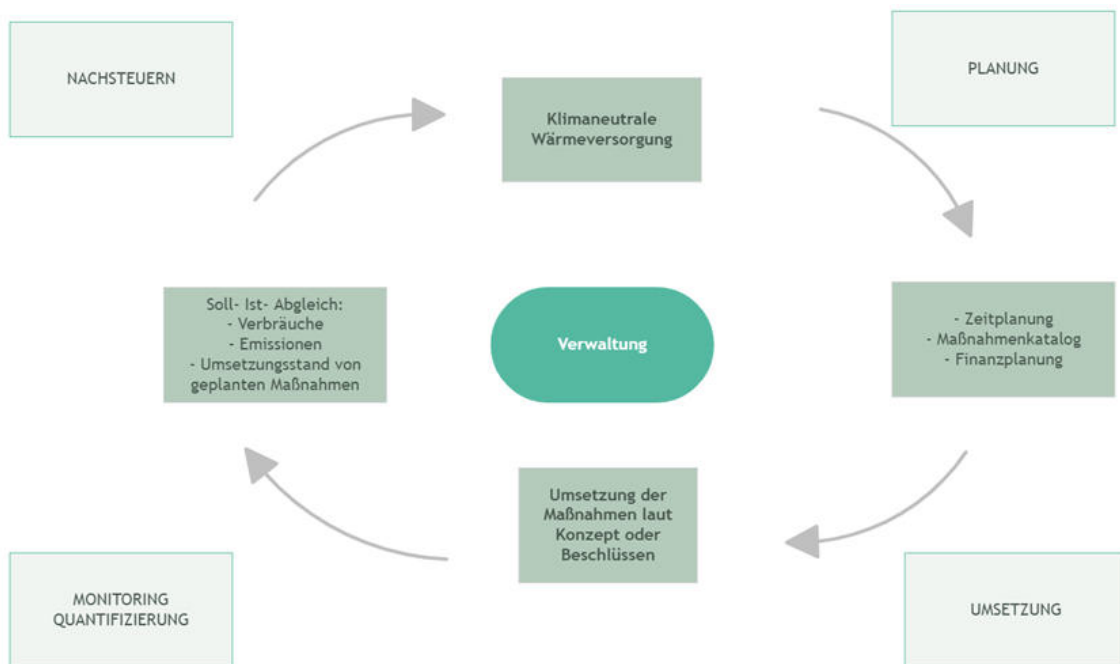 NACHSTEUERN
PLANUNG
Klimaneutrale
Wärmeversorgung
Soll- Ist- Abgleich:
- Verbräuche
- Emissionen
- Umsetzungsstand von
geplanten Maßnahmen
Verwaltung
- Zeitplanung
- Maßnahmenkatalog
- Finanzplanung
Umsetzung der
Maßnahmen laut
Konzept oder
Beschlüssen
MONITORING
QUANTIFIZIERUNG
UMSETZUNG